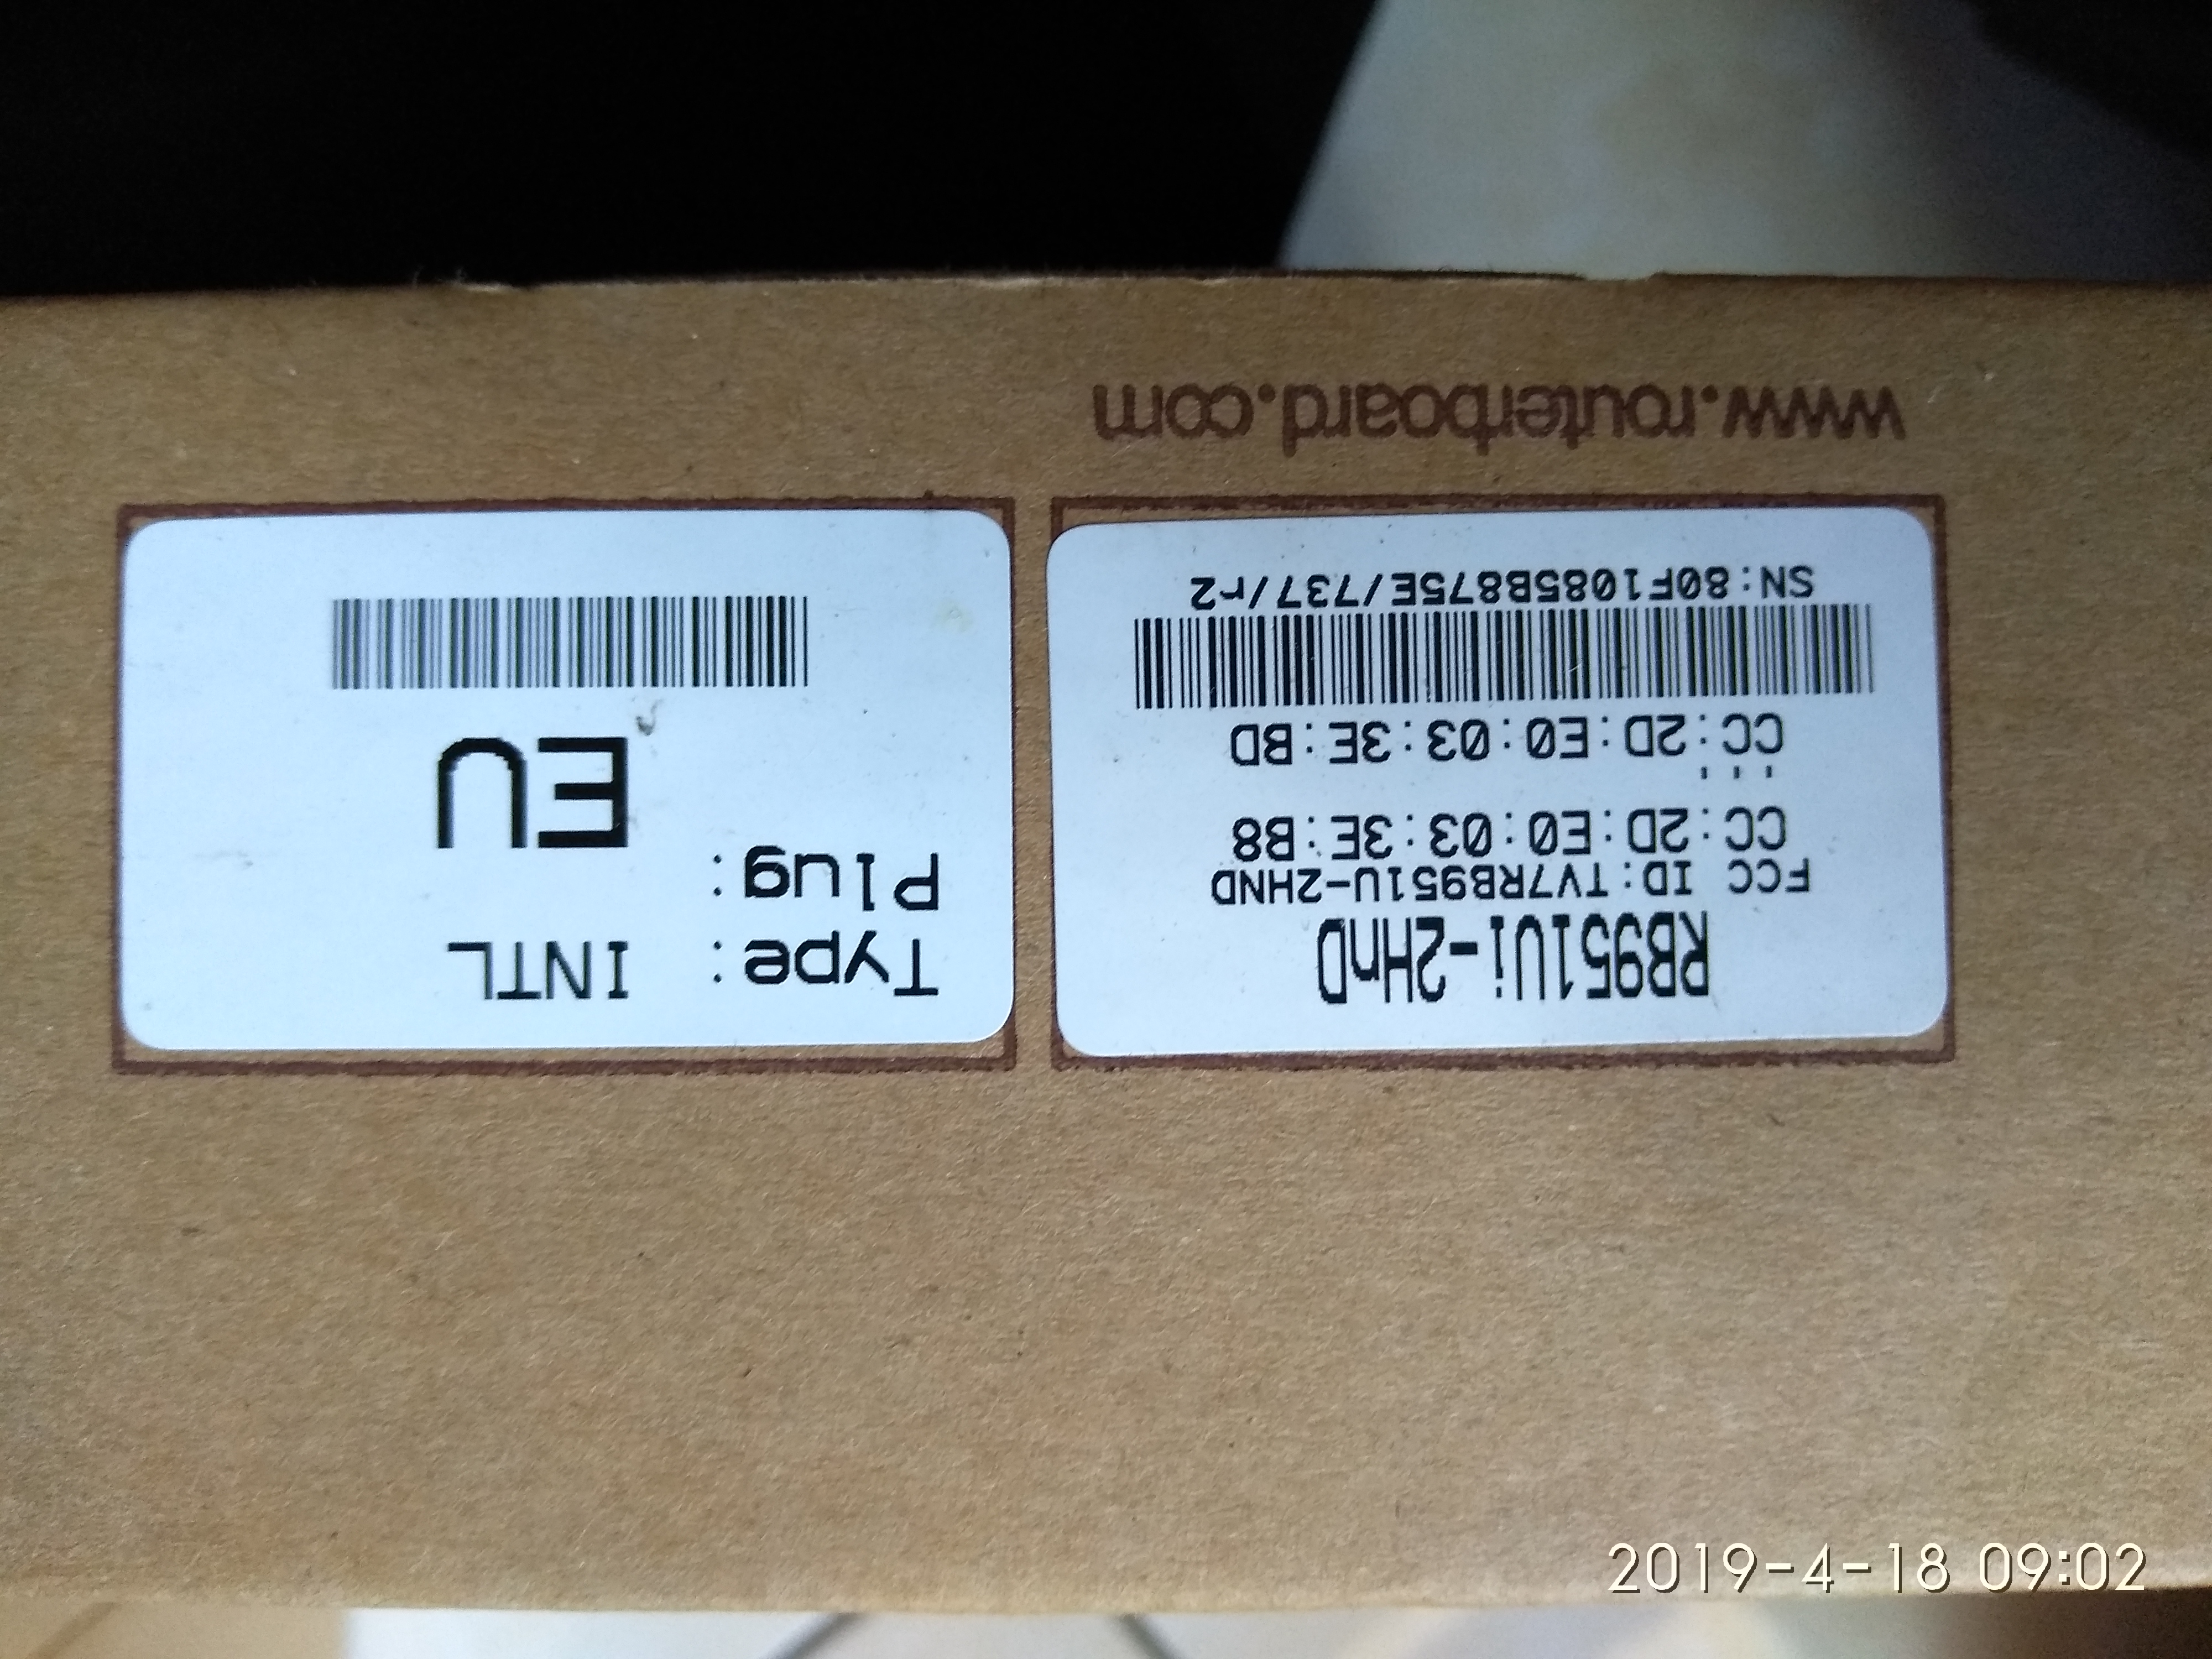 2019-4-18 09:02
RB951Ui-2HnD
FCC ID:TV7RB951U-2HND
CC:2D:E0:03:3E:B8
...
CC:2D:E0:03:3E:BD
SN:80F1085B875E/737/r2
Type: INTL
Plug:
EU
www.routerboard.com